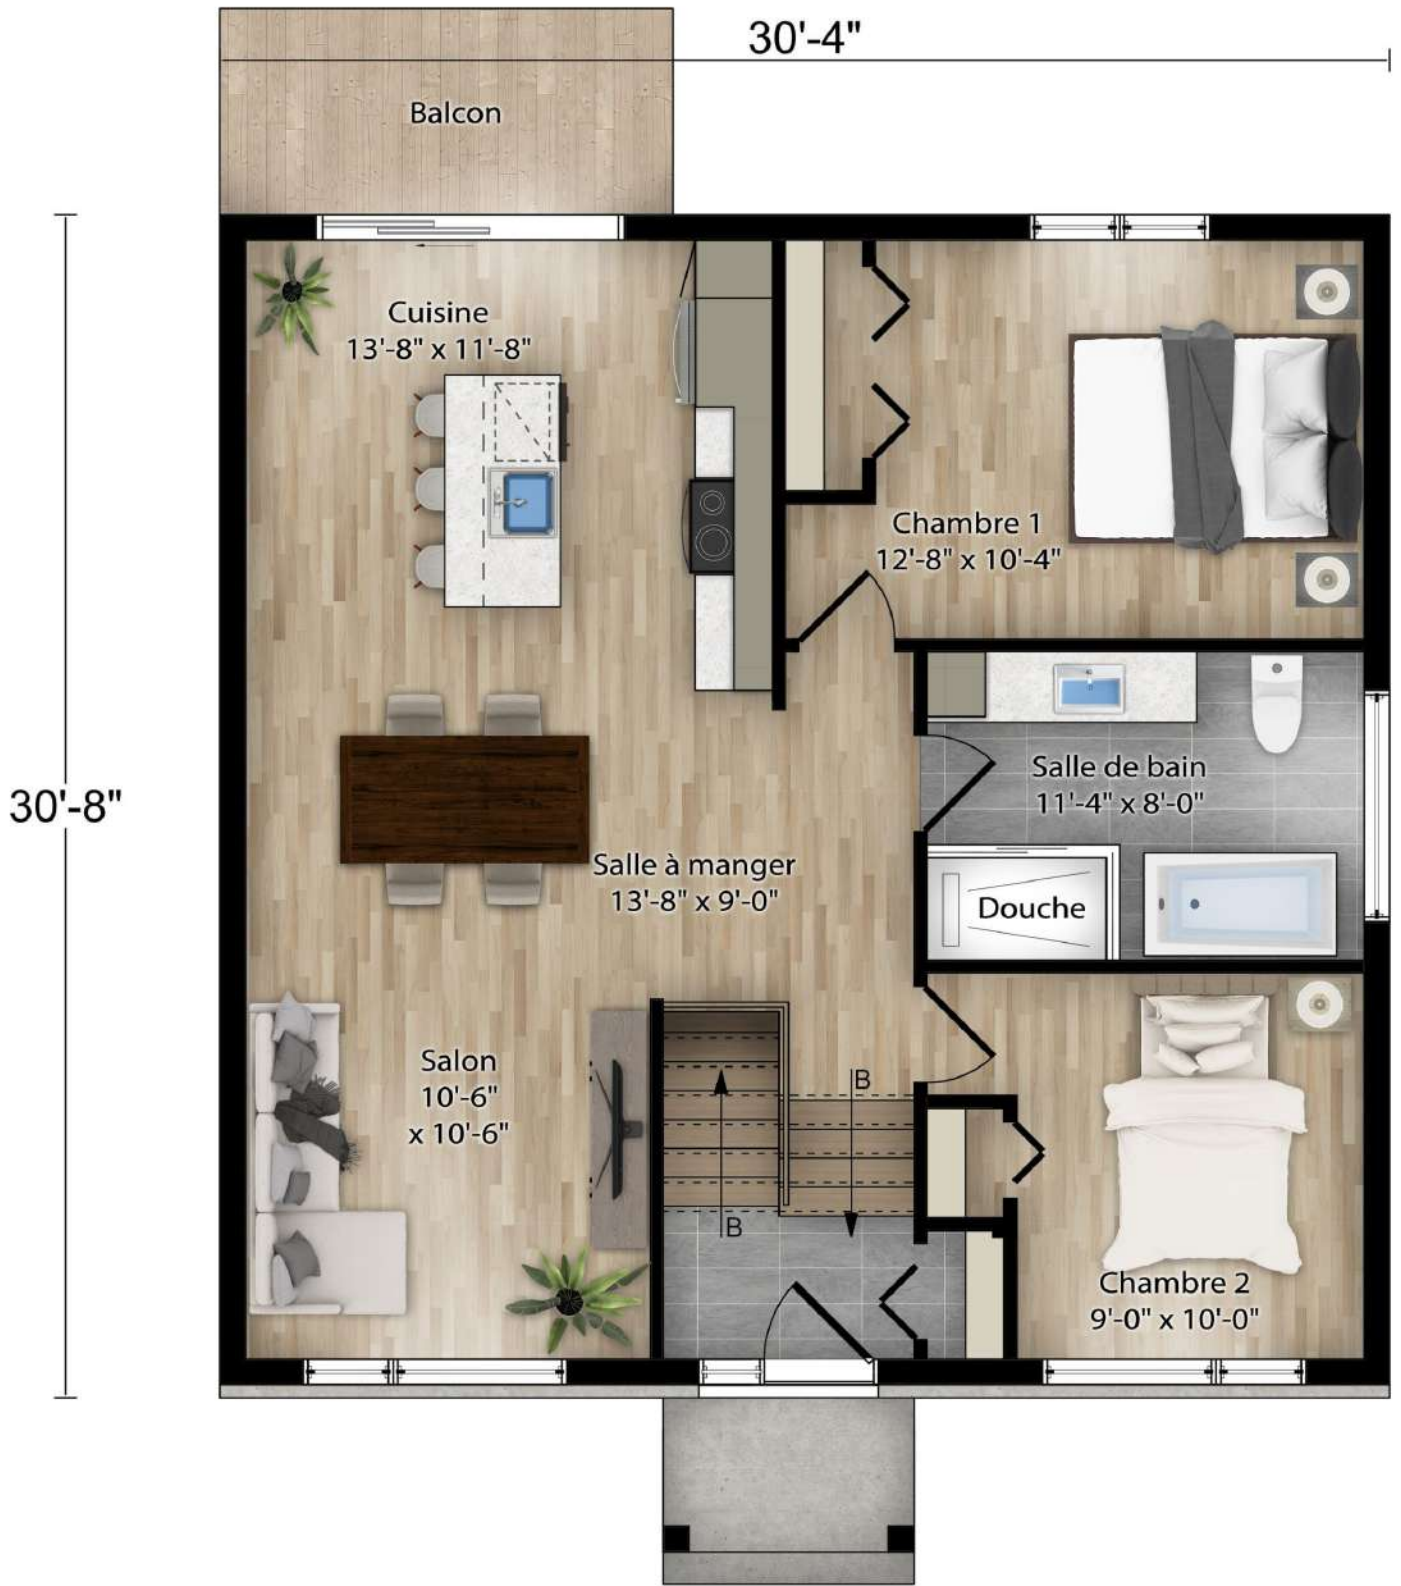 30'-4"
Balcon
Cuisine
13'-8" x 11'-8"
Chambre 1
12'-8" x 10'-4"
30'-8"
Salle de bain
11'-4" x 8'-0"
Salle à manger
13'-8" x 9'-0"
Douche
Salon
10'-6"
x 10'-6"
B
B
Chambre 2
9'-0" x 10'-0"